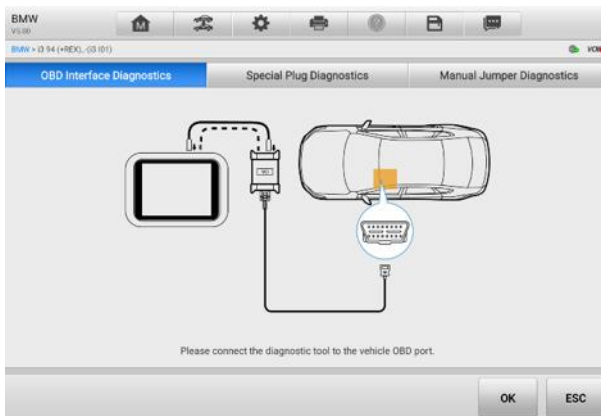 BMW
V5.00
BMW > i3 94 (+REX), -(i3 I01)
OBD Interface Diagnostics
Special Plug Diagnostics
Manual Jumper Diagnostics
Please connect the diagnostic tool to the vehicle OBD port.
OK
ESC